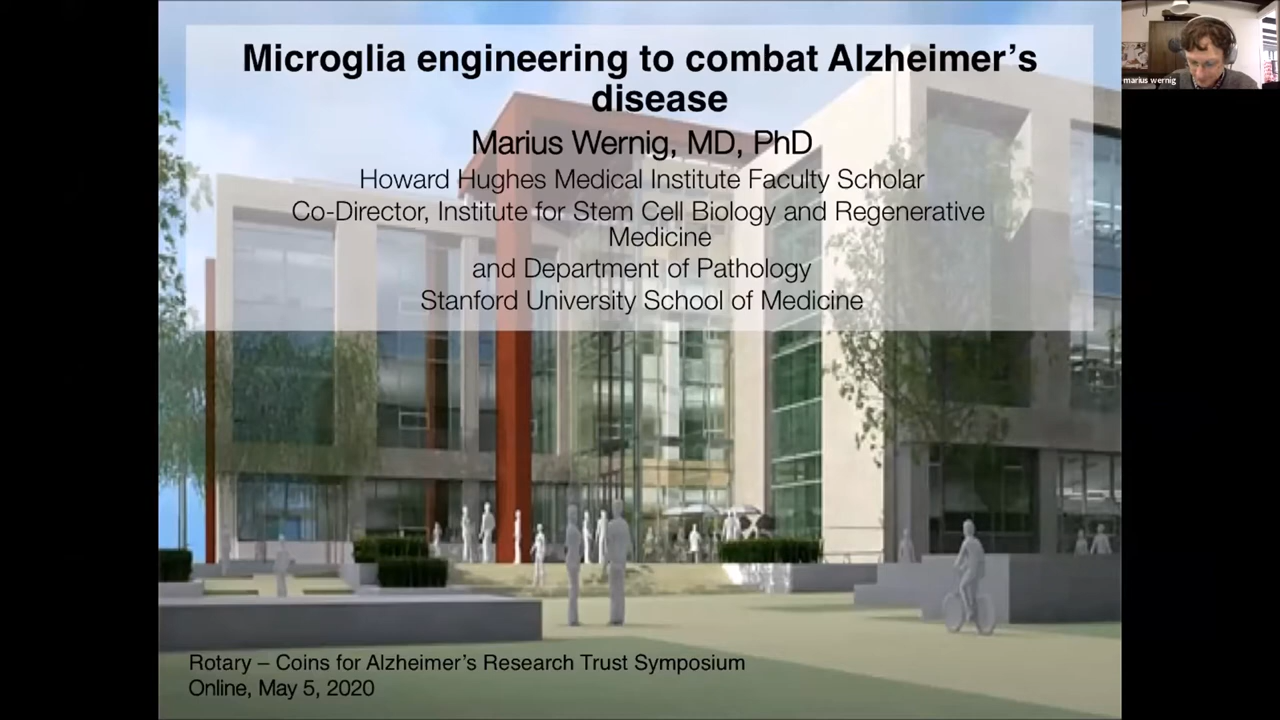 Microglia engineering to combat Alzheimer's
disease
Marius Wernig, MD, PhD
Howard Hughes Medical Institute Faculty Scholar
Co-Director, Institute for Stem Cell Biology and Regenerative
Medicine
and Department of Pathology
Stanford University School of Medicine
marius wernig
Rotary – Coins for Alzheimer's Research Trust Symposium
Online, May 5, 2020